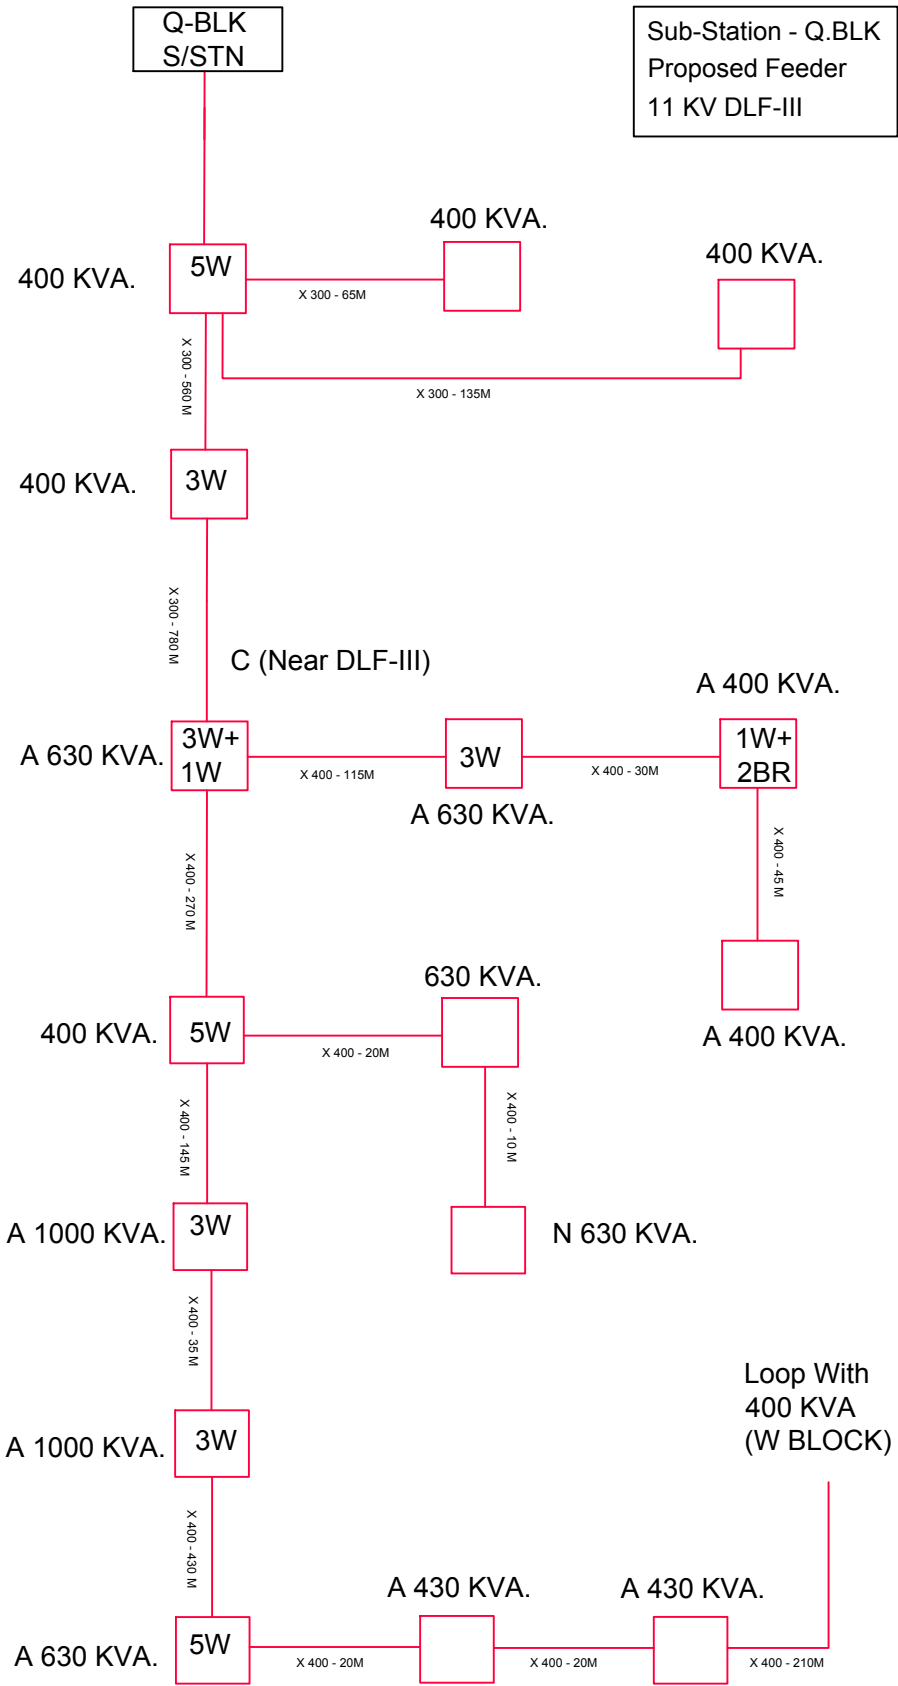 Q-BLK
S/STN
Sub-Station - Q.BLK
Proposed Feeder
11 KV DLF-III
400 KVA.
400 KVA.
400 KVA.
5W
X 300 - 65M
X 300 - 560 M
X 300 - 135M
400 KVA.
3W
X 300 - 780 M
C (Near DLF-III)
A 400 KVA.
A 630 KVA.
3W+
1W
X 400 - 115M
3W
X 400 - 30M
1W+
2BR
A 630 KVA.
X 400 - 270 M
X 400 - 45 M
630 KVA.
400 KVA.
5W
X 400 - 20M
A 400 KVA.
X 400 - 145 M
X 400 - 10 M
A 1000 KVA.
3W
N 630 KVA.
X 400 - 35 M
Loop With
400 KVA
(W BLOCK)
A 1000 KVA.
3W
X 400 - 430 M
A 430 KVA.
A 430 KVA.
A 630 KVA.
5W
X 400 - 20M
X 400 - 20M
X 400 - 210M